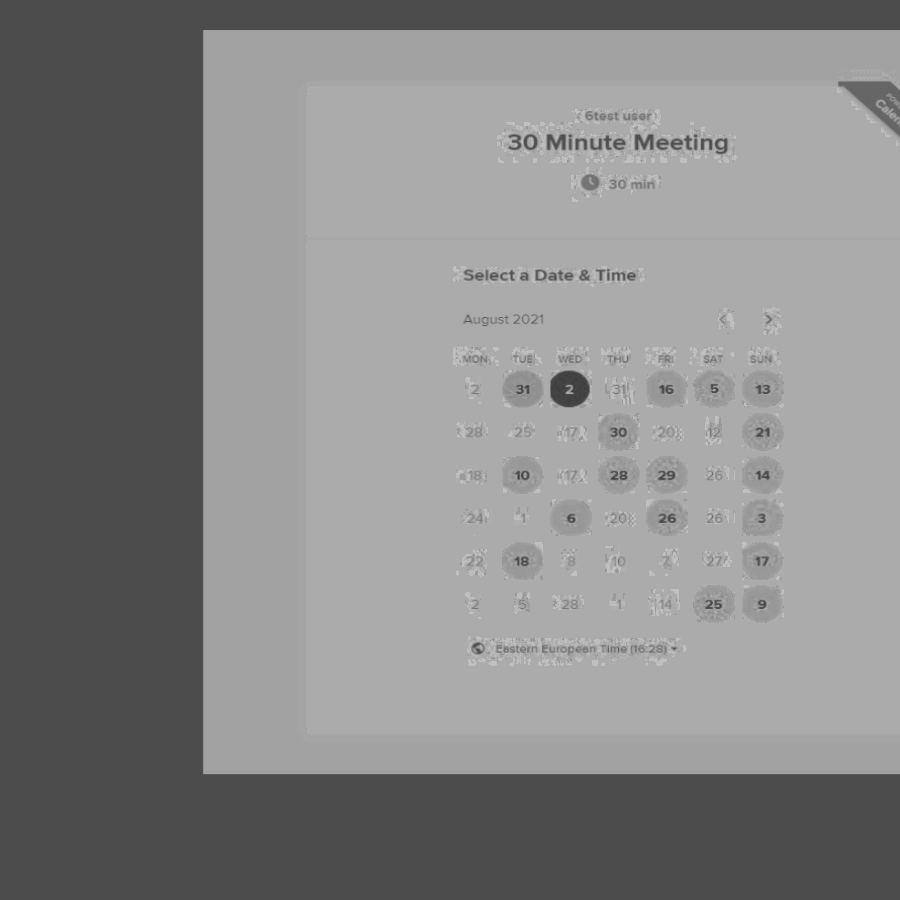 6test user
30 Minute Meeting
30 min
Select a Date & Time
August 2021
MON TUE WED THU FRI SAT SUN
2 31 2 31 16 5 13
28 25 17 30 20 12 21
18 10 17 28 29 26 14
24 1 6 20 26 26 3
22 18 8 10 7 27 17
2 5 28 1 14 25 9
Eastern European Time (16:28)